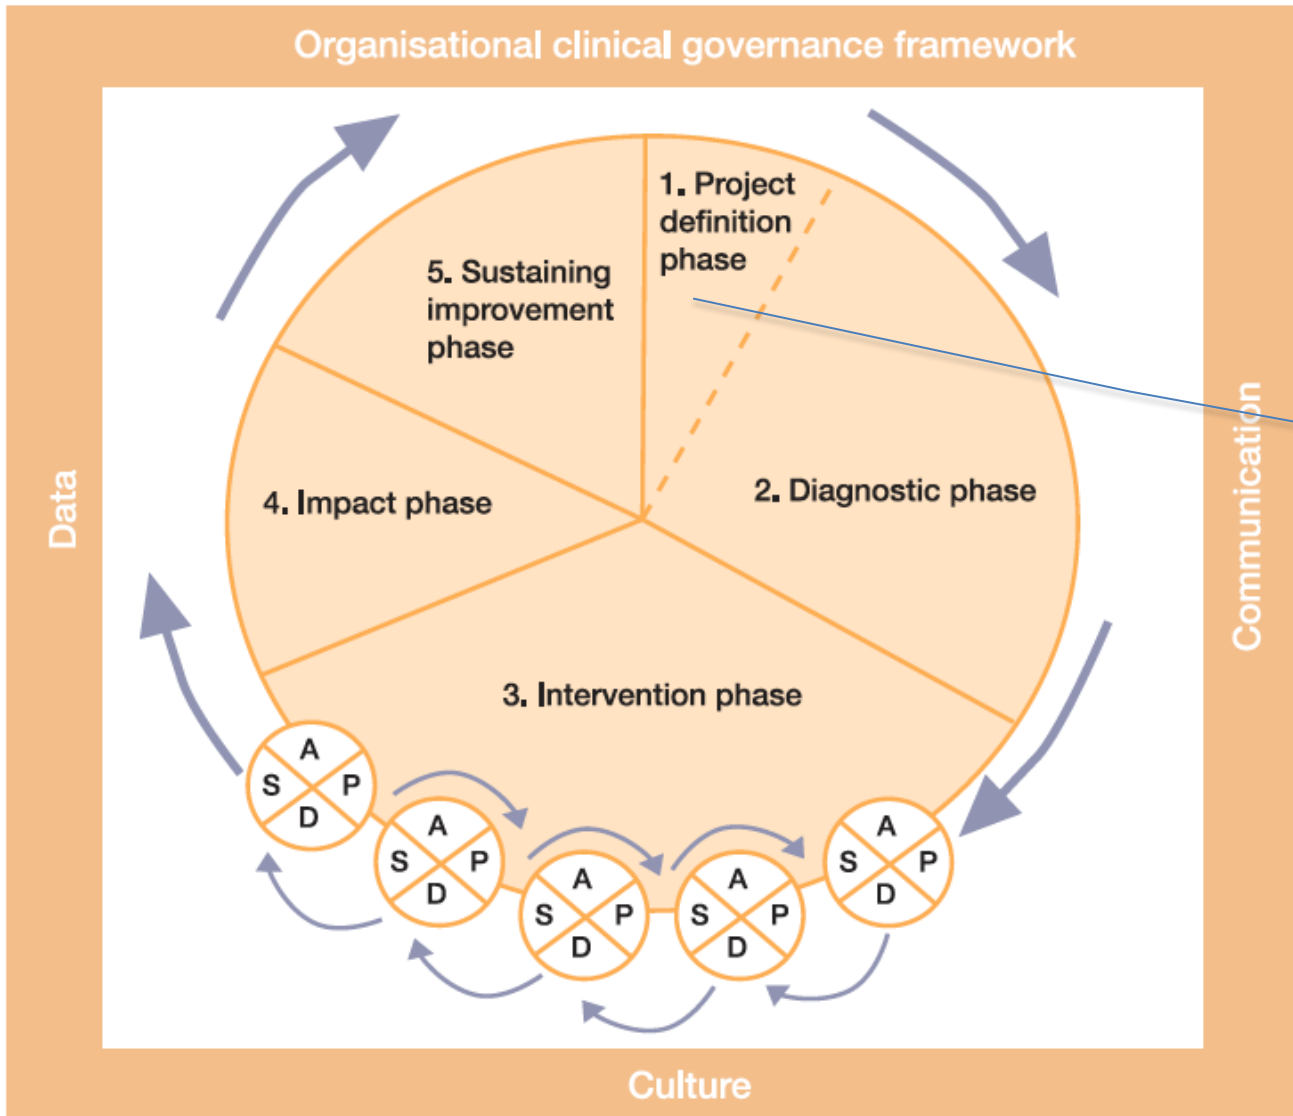 Organisational clinical governance framework
1. Project
definition
phase
5. Sustaining
improvement
phase
2. Diagnostic phase
4. Impact phase
Data
Communication
3. Intervention phase
A
S
P
D
A
S
P
D
A
S
P
D
A
S
P
D
A
S
P
D
Culture